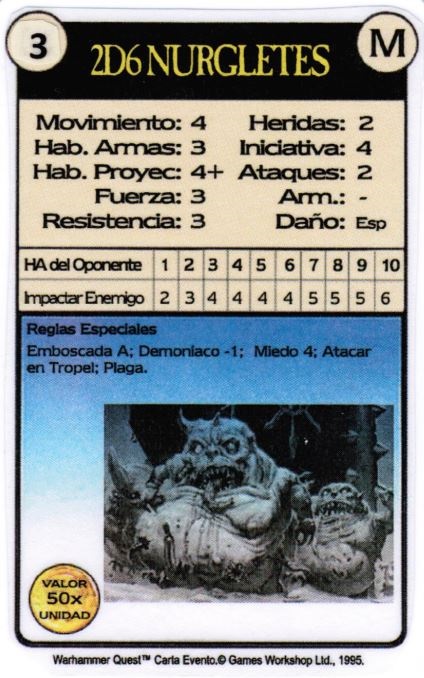 3
2D6 NURGLETES
M
Movimiento: 4 Heridas: 2
Hab. Armas: 3 Iniciativa: 4
Hab. Proyec: 4+ Ataques: 2
Fuerza: 3 Arm.: -
Resistencia: 3 Daño: Esp
HA del Oponente 1 2 3 4 5 6 7 8 9 10
Impactar Enemigo 2 3 4 4 4 4 5 5 5 6
Reglas Especiales
Emboscada A; Demoníaco -1; Miedo 4; Atacar
en Tropel; Plaga.
VALOR
50x
UNIDAD
Warhammer Quest™ Carta Evento.© Games Workshop Ltd., 1995.